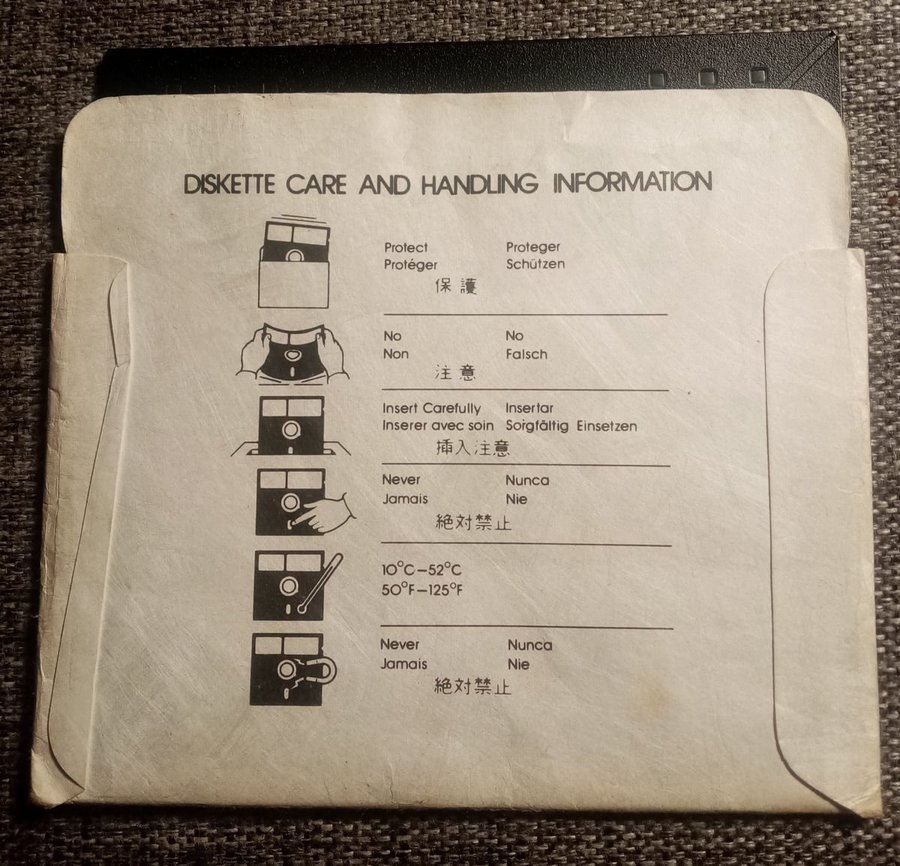 DISKETTE CARE AND HANDLING INFORMATION
Protect Proteger
Protéger Schützen
保護
No No
Non Falsch
注意
Insert Carefully Insertar
Inserer avec soin Sorgfältig Einsetzen
挿入注意
Never Nunca
Jamais Nie
絶対禁止
10°C–52°C
50°F–125°F
Never Nunca
Jamais Nie
絶対禁止